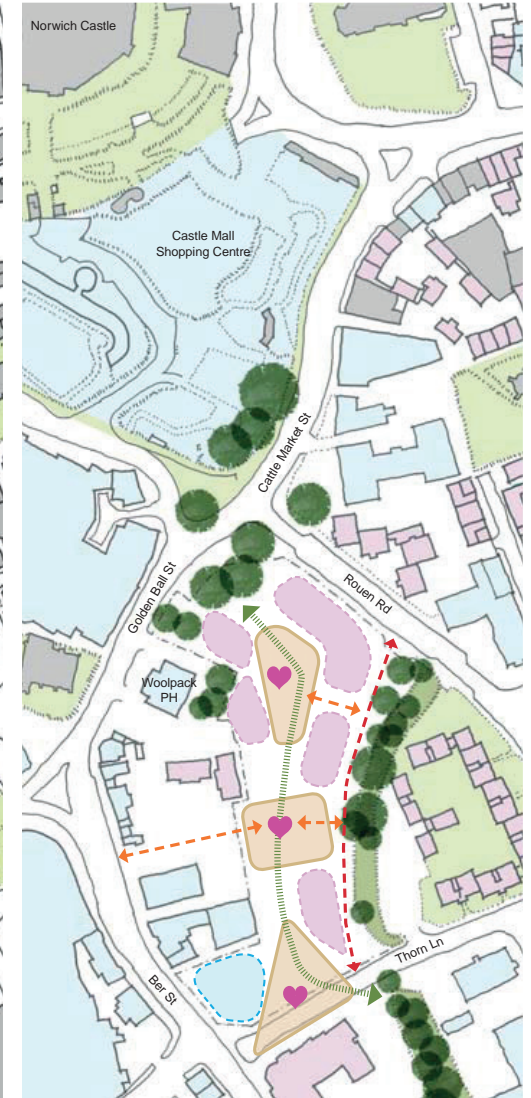 Norwich Castle
Castle Mall
Shopping Centre
Cattle Market St
Golden Ball St
Rouen Rd
Woolpack
PH
Thorn Ln
Ber St